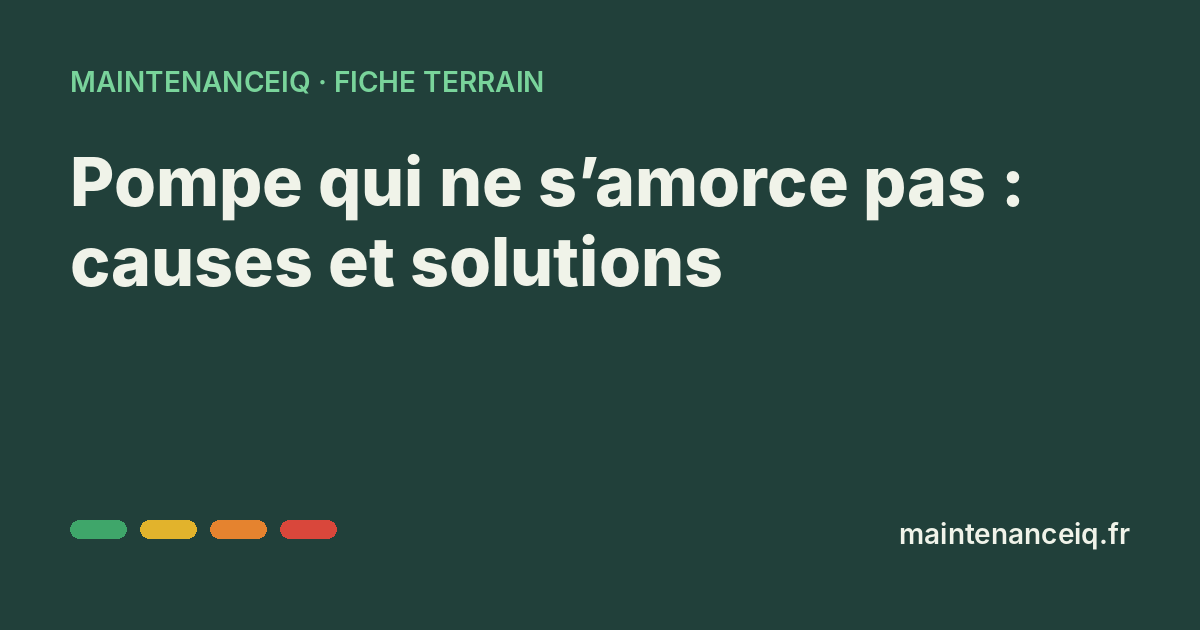 MAINTENANCEIQ · FICHE TERRAIN
Pompe qui ne s’amorce pas :
causes et solutions
maintenanceiq.fr